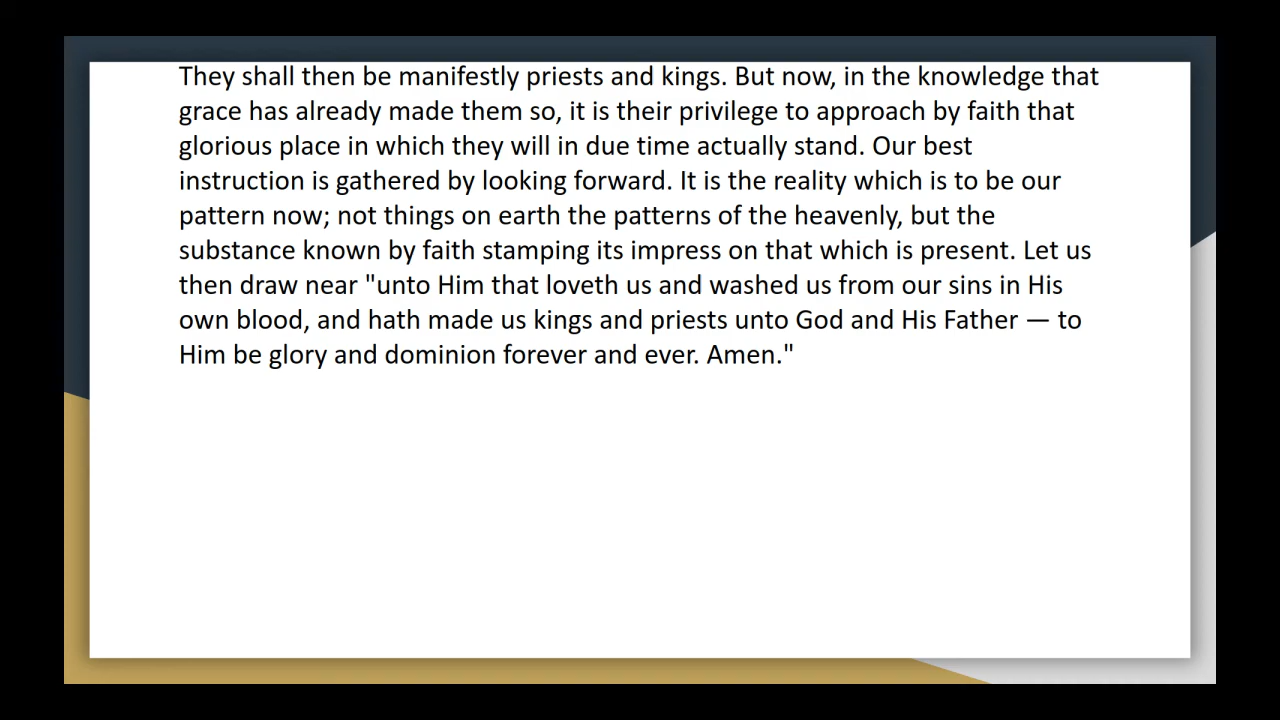 They shall then be manifestly priests and kings. But now, in the knowledge that
grace has already made them so, it is their privilege to approach by faith that
glorious place in which they will in due time actually stand. Our best
instruction is gathered by looking forward. It is the reality which is to be our
pattern now; not things on earth the patterns of the heavenly, but the
substance known by faith stamping its impress on that which is present. Let us
then draw near "unto Him that loveth us and washed us from our sins in His
own blood, and hath made us kings and priests unto God and His Father — to
Him be glory and dominion forever and ever. Amen."